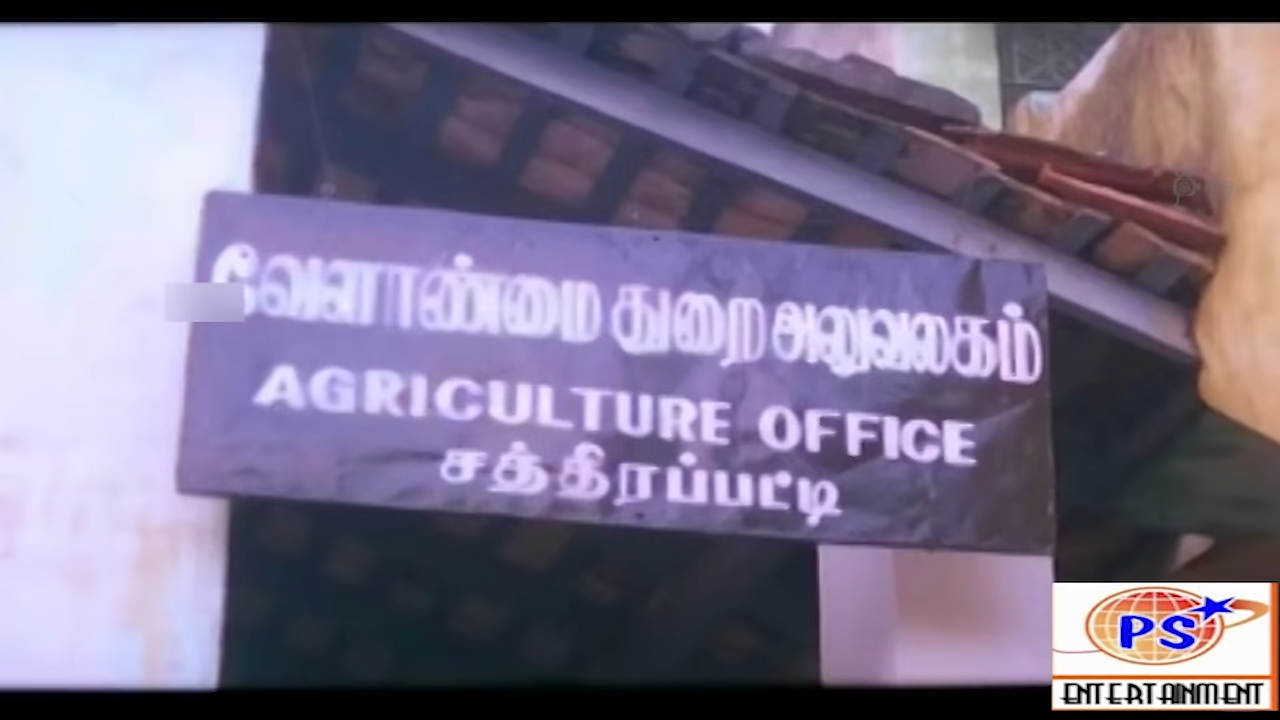 வேளாண்மை துறை அலுவலகம்
AGRICULTURE OFFICE
சத்திரப்பட்டி
PS
ENTERTAINMENT